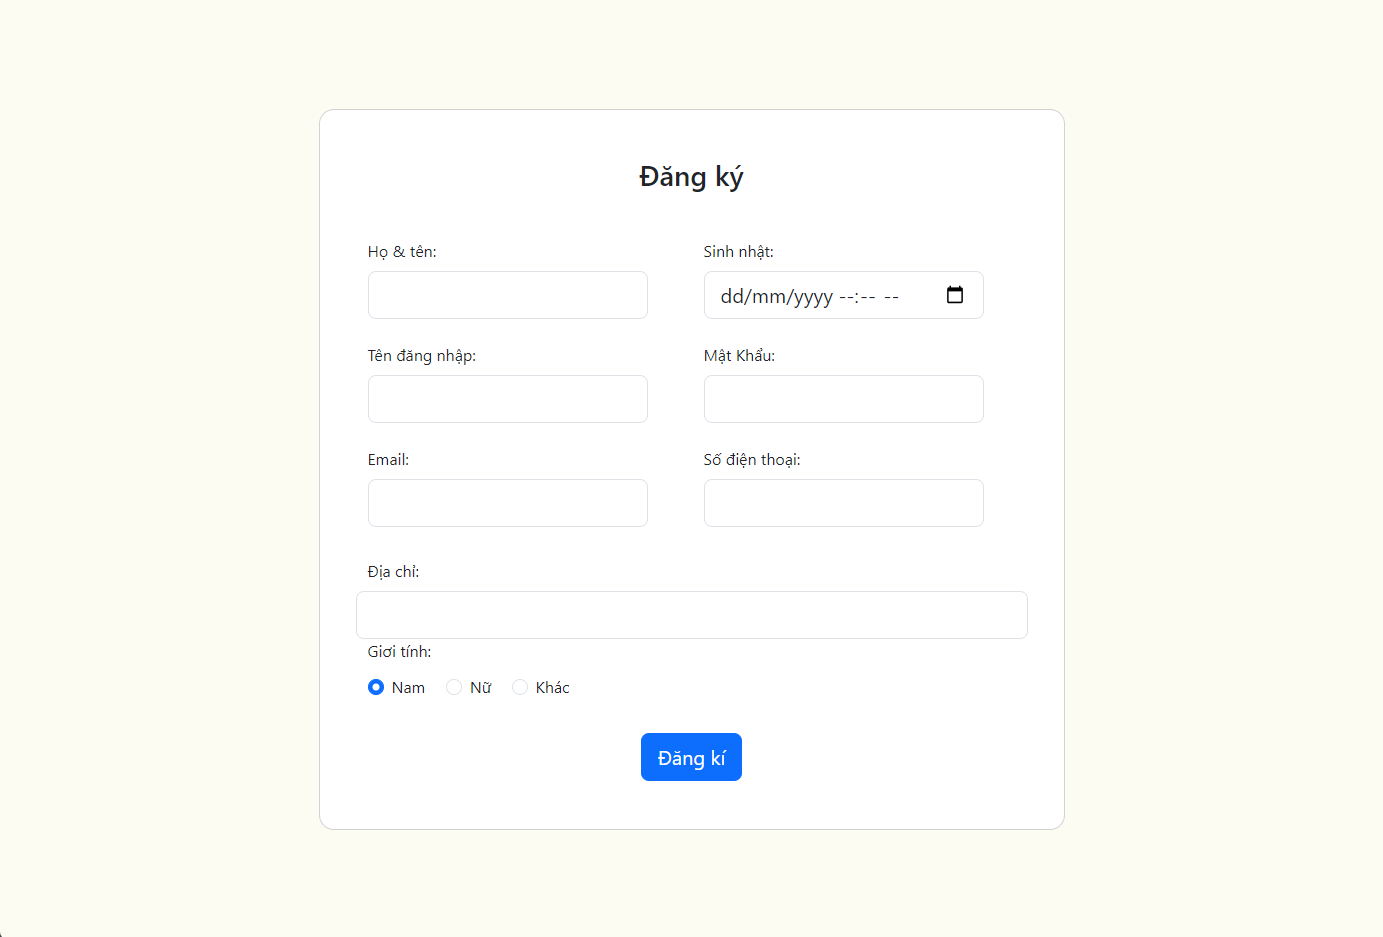 Đăng ký
Họ & tên:
Sinh nhật:
dd/mm/yyyy --:-- --
Tên đăng nhập:
Mật Khẩu:
Email:
Số điện thoại:
Địa chỉ:
Giơi tính:
Nam Nữ Khác
Đăng kí